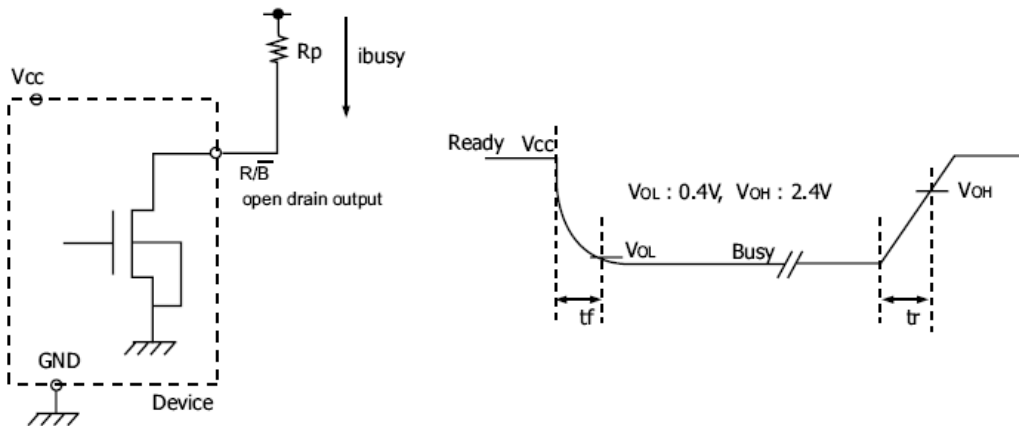 Rp
ibusy
Vcc
R/B̅
open drain output
GND
Device
Ready Vcc
VOL : 0.4V, VOH : 2.4V
VOH
VOL
Busy
tf
tr